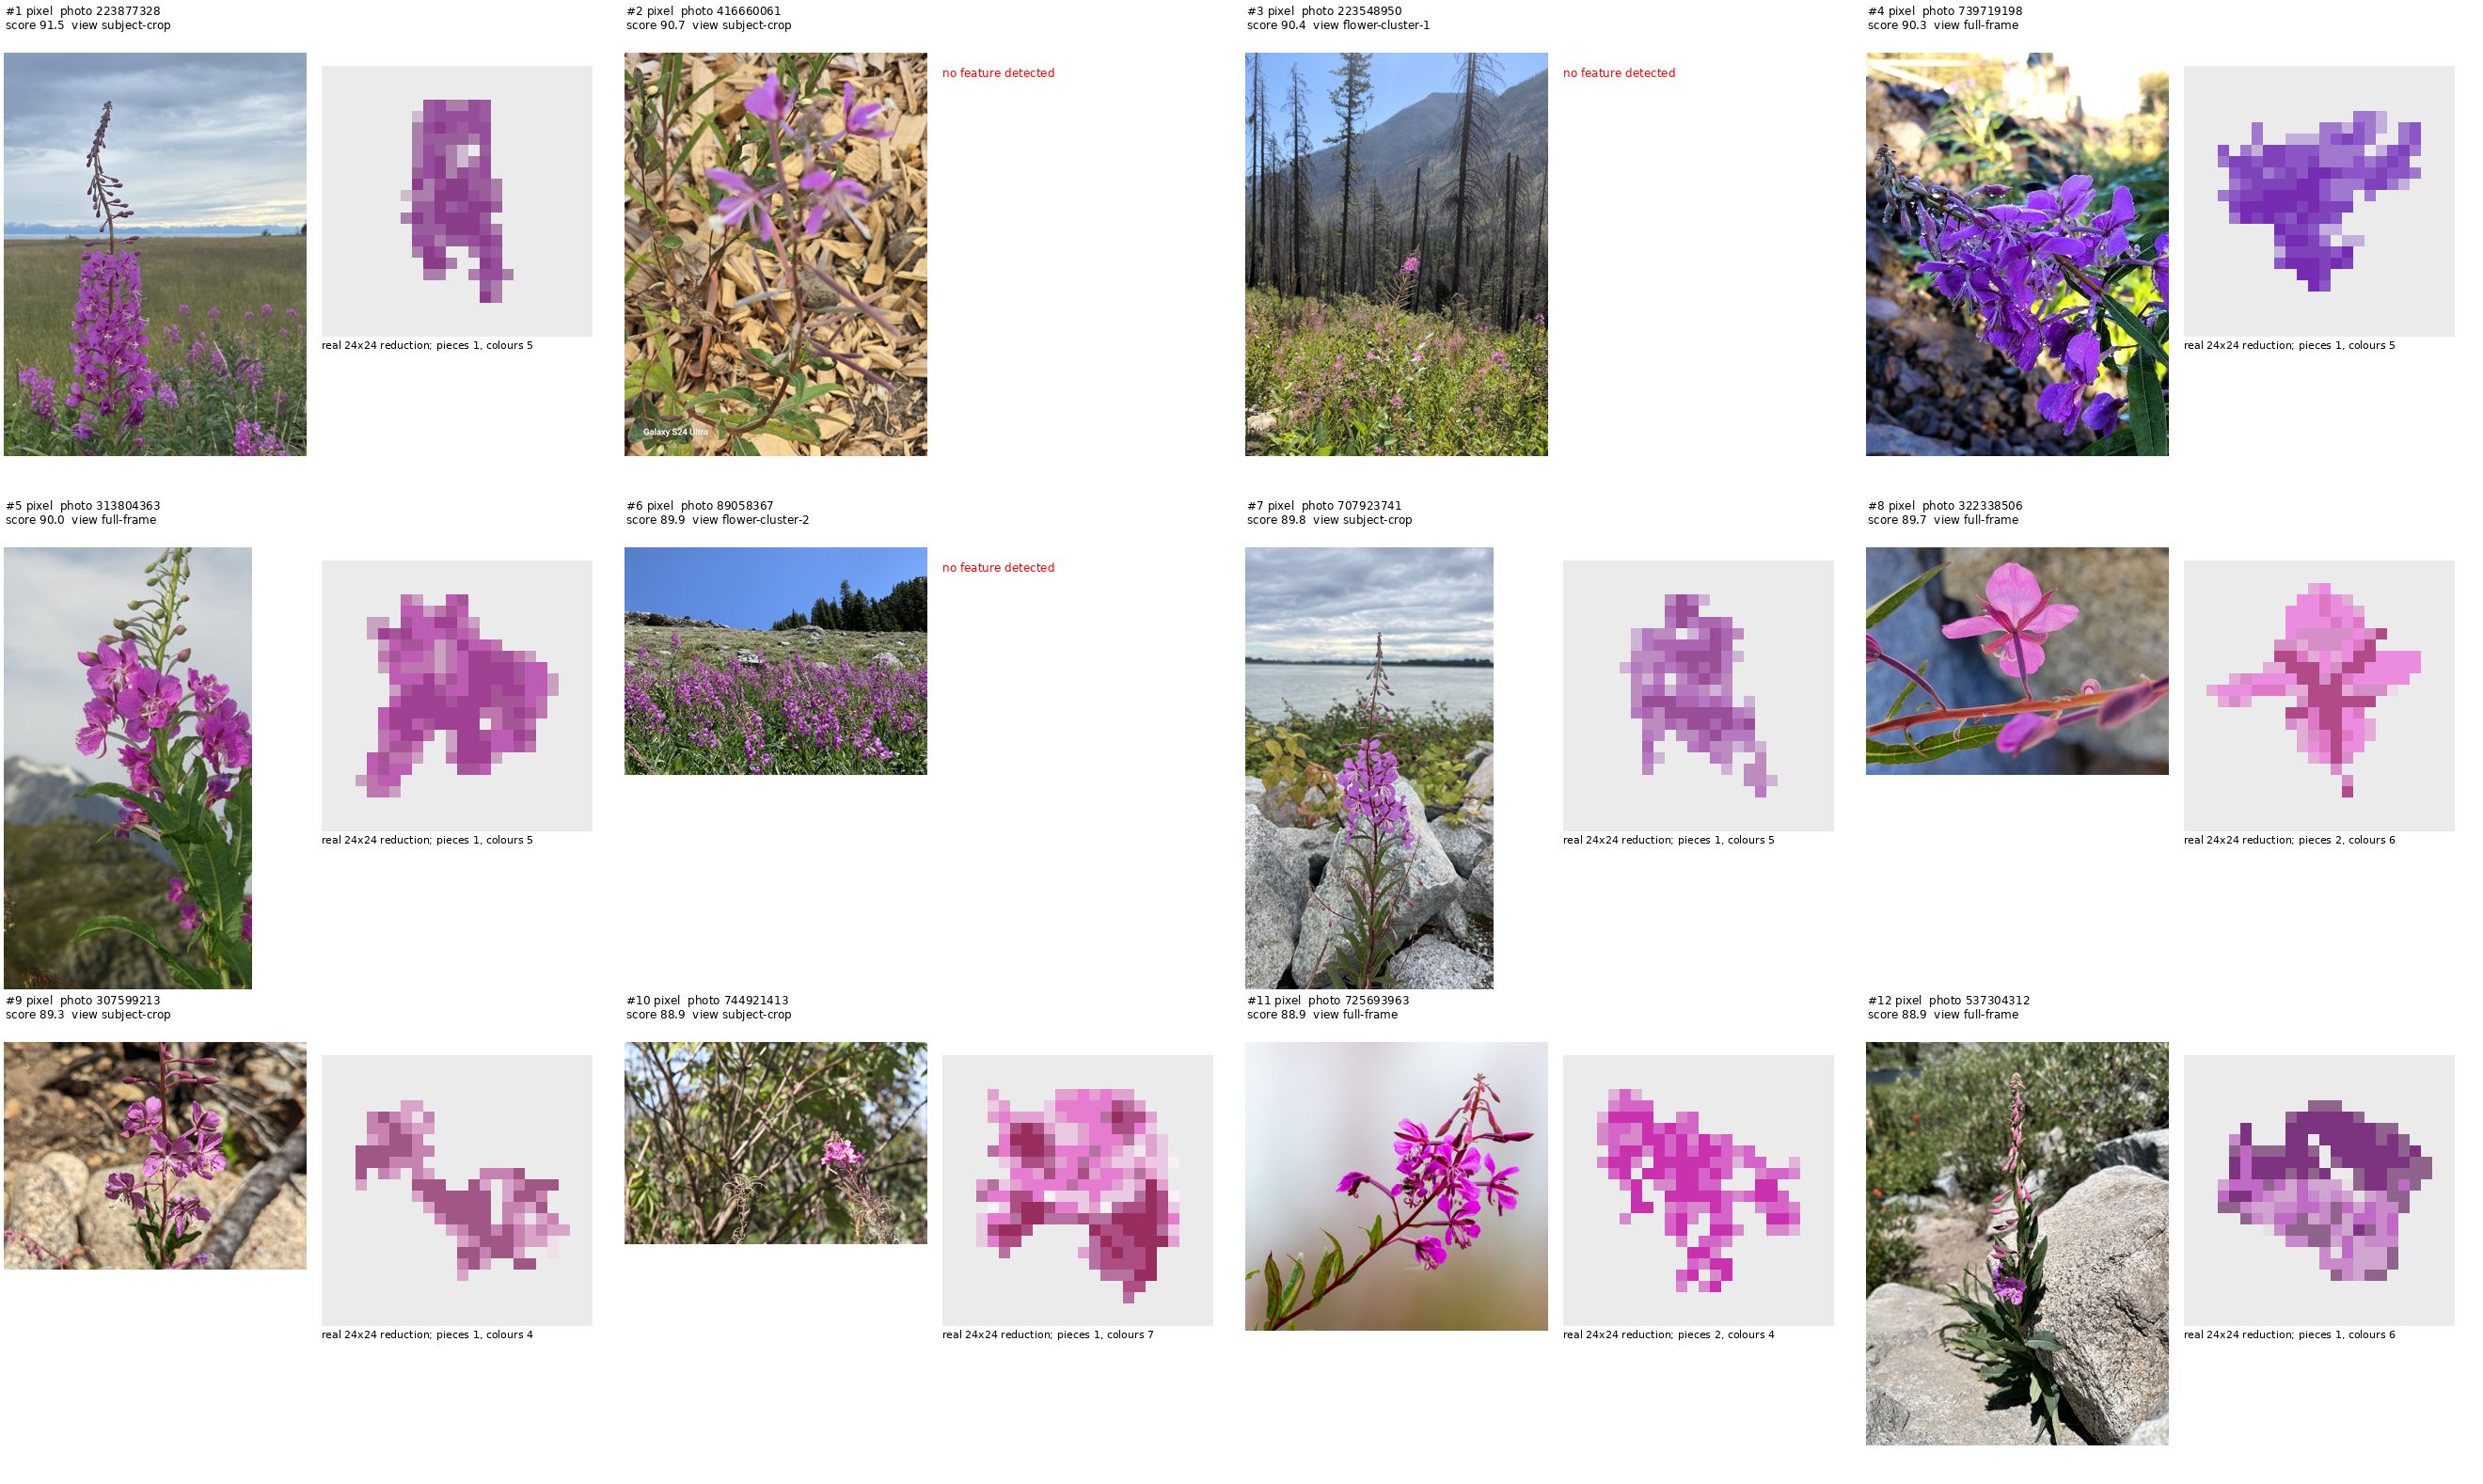 #1 pixel  photo 223877328
score 91.5  view subject-crop
real 24x24 reduction; pieces 1, colours 5
#2 pixel  photo 416660061
score 90.7  view subject-crop
no feature detected
Galaxy S24 Ultra
#3 pixel  photo 223548950
score 90.4  view flower-cluster-1
no feature detected
#4 pixel  photo 739719198
score 90.3  view full-frame
real 24x24 reduction; pieces 1, colours 5
#5 pixel  photo 313804363
score 90.0  view full-frame
real 24x24 reduction; pieces 1, colours 5
#6 pixel  photo 89058367
score 89.9  view flower-cluster-2
no feature detected
#7 pixel  photo 707923741
score 89.8  view subject-crop
real 24x24 reduction; pieces 1, colours 5
#8 pixel  photo 322338506
score 89.7  view full-frame
real 24x24 reduction; pieces 2, colours 6
#9 pixel  photo 307599213
score 89.3  view subject-crop
real 24x24 reduction; pieces 1, colours 4
#10 pixel  photo 744921413
score 88.9  view subject-crop
real 24x24 reduction; pieces 1, colours 7
#11 pixel  photo 725693963
score 88.9  view full-frame
real 24x24 reduction; pieces 2, colours 4
#12 pixel  photo 537304312
score 88.9  view full-frame
real 24x24 reduction; pieces 1, colours 6